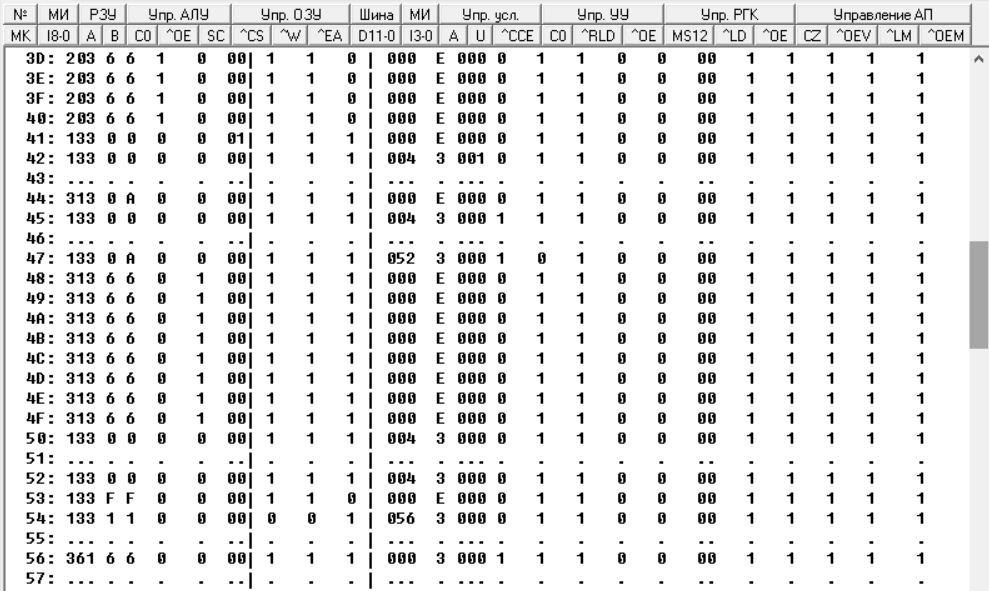 № МИ РЗУ Упр. АЛУ Упр. ОЗУ Шина МИ Упр. усл. Упр. УУ Упр. РГК Управление АП
МК I8-0 A B C0 ^OE SC ^CS ^W ^EA D11-0 I3-0 A U ^CCE C0 ^RLD ^OE MS12 ^LD ^OE CZ ^OEV ^LM ^OEM
3D: 203 6 6 1 0 00| 1 1 0 | 000 E 000 0 1 1 0 0 00 1 1 1 1 1
3E: 203 6 6 1 0 00| 1 1 0 | 000 E 000 0 1 1 0 0 00 1 1 1 1 1
3F: 203 6 6 1 0 00| 1 1 0 | 000 E 000 0 1 1 0 0 00 1 1 1 1 1
40: 203 6 6 1 0 00| 1 1 0 | 000 E 000 0 1 1 0 0 00 1 1 1 1 1
41: 133 0 0 0 0 01| 1 1 1 | 000 E 000 0 1 1 0 0 00 1 1 1 1 1
42: 133 0 0 0 0 00| 1 1 1 | 004 3 001 0 1 1 0 0 00 1 1 1 1 1
43: ... . . . . ..| . . . | ... . ... . . . . . .. . . . . .
44: 313 0 A 0 0 00| 1 1 1 | 000 E 000 0 1 1 0 0 00 1 1 1 1 1
45: 133 0 0 0 0 00| 1 1 1 | 004 3 000 1 1 1 0 0 00 1 1 1 1 1
46: ... . . . . ..| . . . | ... . ... . . . . . .. . . . . .
47: 133 0 A 0 0 00| 1 1 1 | 052 3 000 1 0 1 0 0 00 1 1 1 1 1
48: 313 6 6 0 1 00| 1 1 1 | 000 E 000 0 1 1 0 0 00 1 1 1 1 1
49: 313 6 6 0 1 00| 1 1 1 | 000 E 000 0 1 1 0 0 00 1 1 1 1 1
4A: 313 6 6 0 1 00| 1 1 1 | 000 E 000 0 1 1 0 0 00 1 1 1 1 1
4B: 313 6 6 0 1 00| 1 1 1 | 000 E 000 0 1 1 0 0 00 1 1 1 1 1
4C: 313 6 6 0 1 00| 1 1 1 | 000 E 000 0 1 1 0 0 00 1 1 1 1 1
4D: 313 6 6 0 1 00| 1 1 1 | 000 E 000 0 1 1 0 0 00 1 1 1 1 1
4E: 313 6 6 0 1 00| 1 1 1 | 000 E 000 0 1 1 0 0 00 1 1 1 1 1
4F: 313 6 6 0 1 00| 1 1 1 | 000 E 000 0 1 1 0 0 00 1 1 1 1 1
50: 133 0 0 0 0 00| 1 1 1 | 004 3 000 0 1 1 0 0 00 1 1 1 1 1
51: ... . . . . ..| . . . | ... . ... . . . . . .. . . . . .
52: 133 0 0 0 0 00| 1 1 1 | 004 3 000 0 1 1 0 0 00 1 1 1 1 1
53: 133 F F 0 0 00| 1 1 0 | 000 E 000 0 1 1 0 0 00 1 1 1 1 1
54: 133 1 1 0 0 00| 0 0 1 | 056 3 000 0 1 1 0 0 00 1 1 1 1 1
55: ... . . . . ..| . . . | ... . ... . . . . . .. . . . . .
56: 361 6 6 0 0 00| 1 1 1 | 000 3 000 1 1 1 0 0 00 1 1 1 1 1
57: ... . . . . ..| . . . | ... . ... . . . . . .. . . . . .